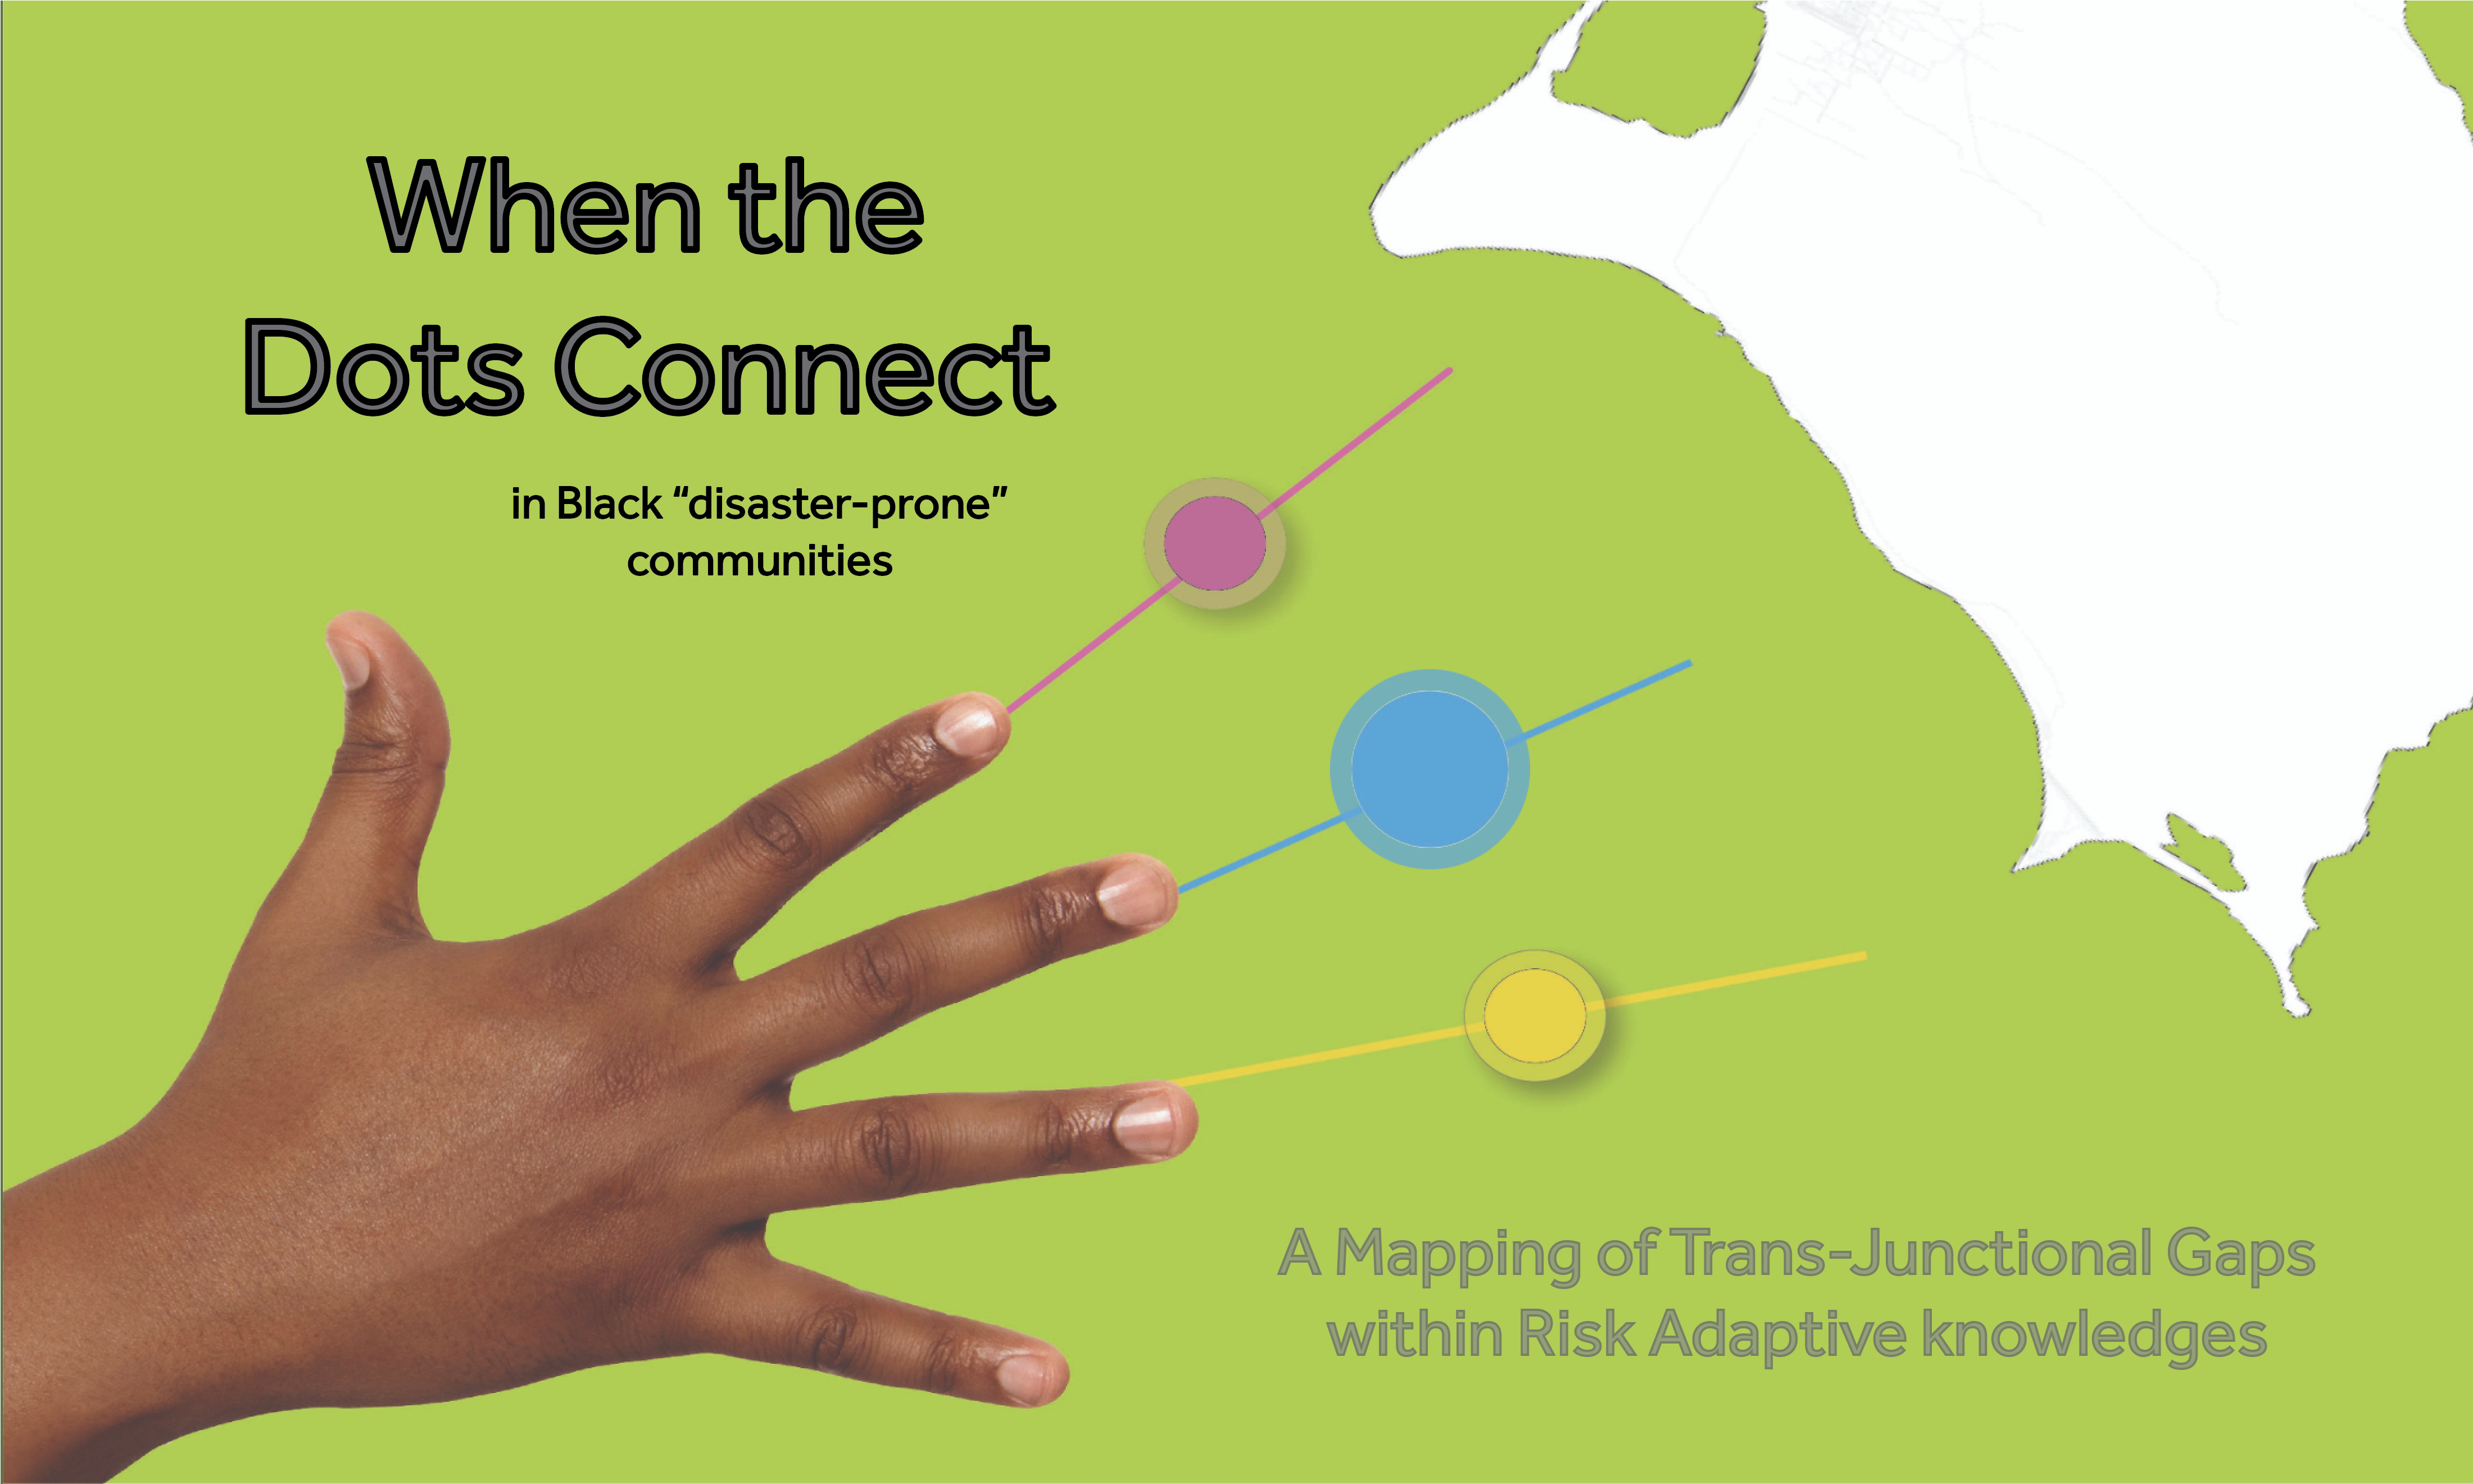 When the
Dots Connect
in Black “disaster-prone”
communities
A Mapping of Trans-Junctional Gaps
within Risk Adaptive knowledges